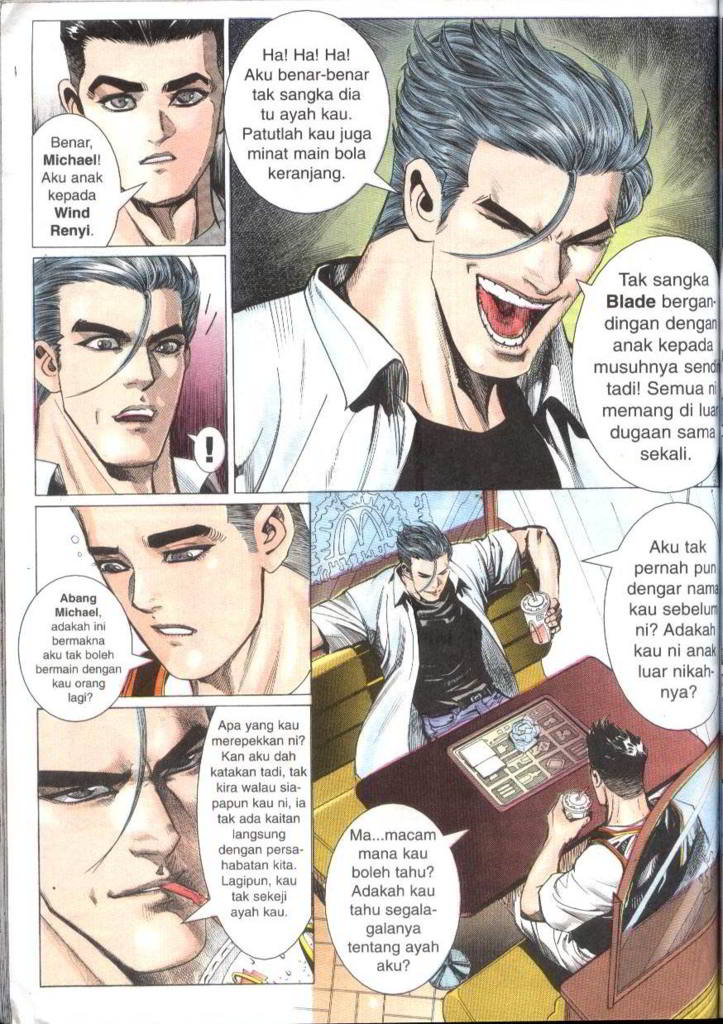 Benar,
Michael!
Aku anak
kepada
Wind
Renyi.
Ha! Ha! Ha!
Aku benar-benar
tak sangka dia
tu ayah kau.
Patutlah kau juga
minat main bola
keranjang.
Tak sangka
Blade bergan-
dingan dengan
anak kepada
musuhnya send
tadi! Semua ni
memang di lua
dugaan sama
sekali.
!
Abang
Michael,
adakah ini
bermakna
aku tak boleh
bermain dengan
kau orang
lagi?
Apa yang kau
merepekkan ni?
Kan aku dah
katakan tadi, tak
kira walau sia-
papun kau ni, ia
tak ada kaitan
langsung
dengan persa-
habatan kita.
Lagipun, kau
tak sekeji
ayah kau.
Aku tak
pernah pun
dengar nama
kau sebelum
ni? Adakah
kau ni anak
luar nikah-
nya?
Ma...macam
mana kau
boleh tahu?
Adakah kau
tahu segala-
galanya
tentang ayah
aku?